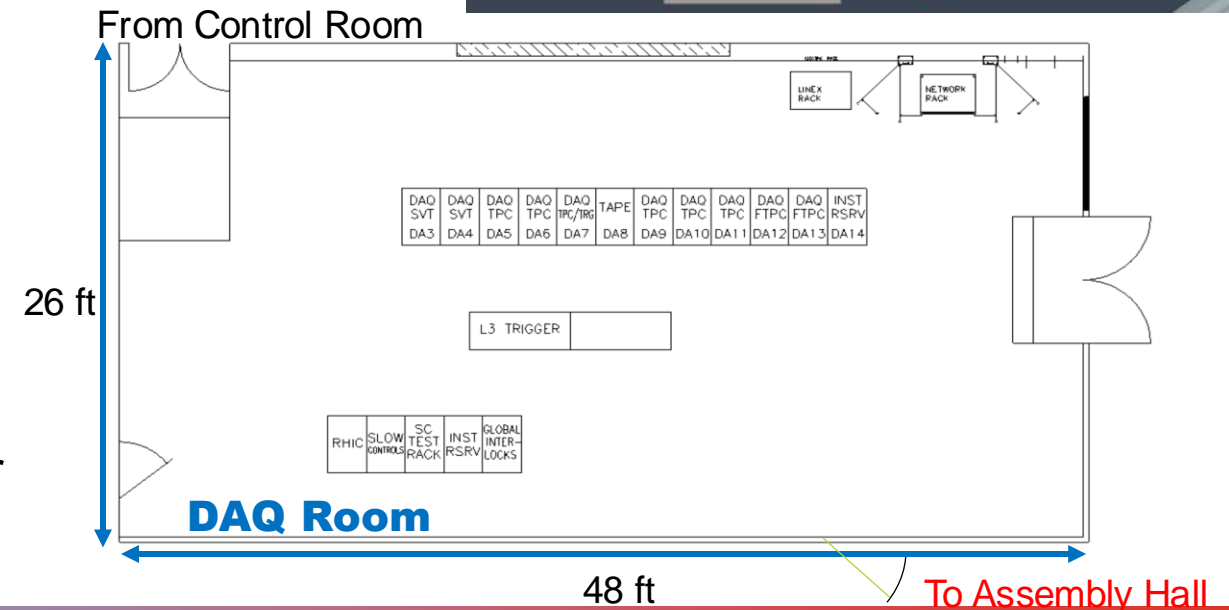 From Control Room
LINEX
RACK
NETWORK
RACK
DAQ
SVT
DA3
DAQ
SVT
DA4
DAQ
TPC
DA5
DAQ
TPC
DA6
DAQ
TPC/TRG
DA7
TAPE
DA8
DAQ
TPC
DA9
DAQ
TPC
DA10
DAQ
TPC
DA11
DAQ
FTPC
DA12
DAQ
FTPC
DA13
INST
RSRV
DA14
26 ft
L3 TRIGGER
RHIC
SLOW
CONTROLS
SC
TEST
RACK
INST
RSRV
GLOBAL
INTER-
LOCKS
DAQ Room
48 ft
To Assembly Hall